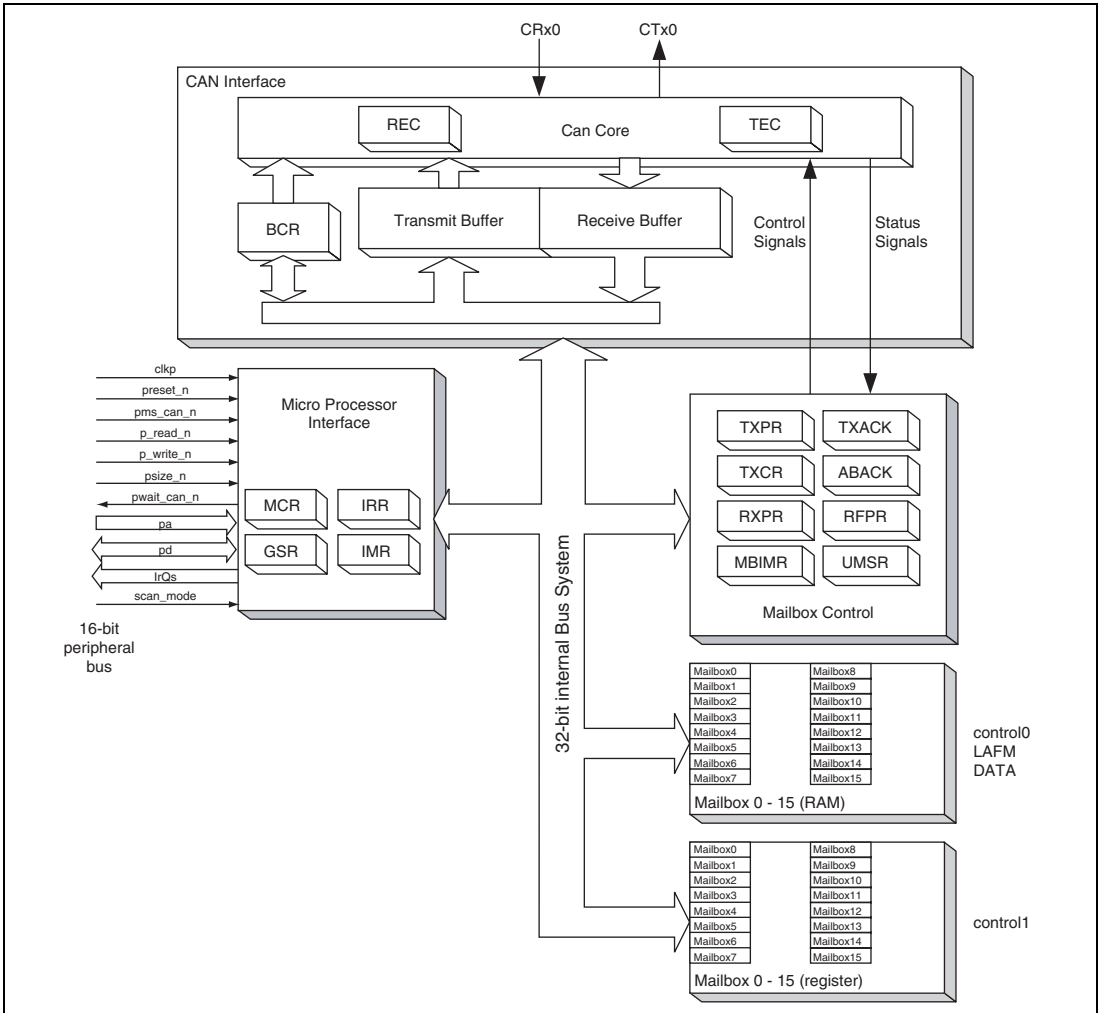 CRx0
CTx0
CAN Interface
REC
Can Core
TEC
BCR
Transmit Buffer
Receive Buffer
Control
Signals
Status
Signals
clkp
preset_n
pms_can_n
p_read_n
p_write_n
psize_n
pwait_can_n
pa
pd
IrQs
scan_mode
16-bit
peripheral
bus
Micro Processor
Interface
MCR
IRR
GSR
IMR
32-bit internal Bus System
TXPR
TXACK
TXCR
ABACK
RXPR
RFPR
MBIMR
UMSR
Mailbox Control
Mailbox0
Mailbox1
Mailbox2
Mailbox3
Mailbox4
Mailbox5
Mailbox6
Mailbox7
Mailbox8
Mailbox9
Mailbox10
Mailbox11
Mailbox12
Mailbox13
Mailbox14
Mailbox15
Mailbox 0 - 15 (RAM)
control0
LAFM
DATA
Mailbox0
Mailbox1
Mailbox2
Mailbox3
Mailbox4
Mailbox5
Mailbox6
Mailbox7
Mailbox8
Mailbox9
Mailbox10
Mailbox11
Mailbox12
Mailbox13
Mailbox14
Mailbox15
Mailbox 0 - 15 (register)
control1